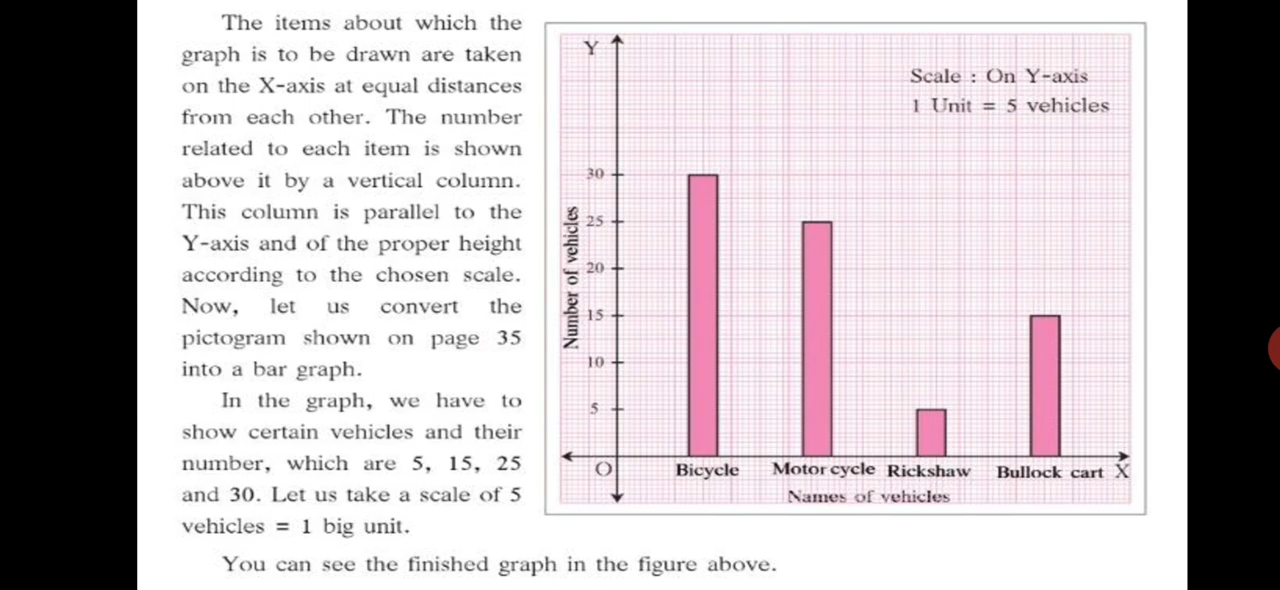 The items about which the
graph is to be drawn are taken
on the X-axis at equal distances
from each other. The number
related to each item is shown
above it by a vertical column.
This column is parallel to the
Y-axis and of the proper height
according to the chosen scale.
Now, let us convert the
pictogram shown on page 35
into a bar graph.
In the graph, we have to
show certain vehicles and their
number, which are 5, 15, 25
and 30. Let us take a scale of 5
vehicles = 1 big unit.
You can see the finished graph in the figure above.
Y
Scale : On Y-axis
1 Unit = 5 vehicles
Number of vehicles
30
25
20
15
10
5
O
Bicycle Motor cycle Rickshaw Bullock cart X
Names of vehicles